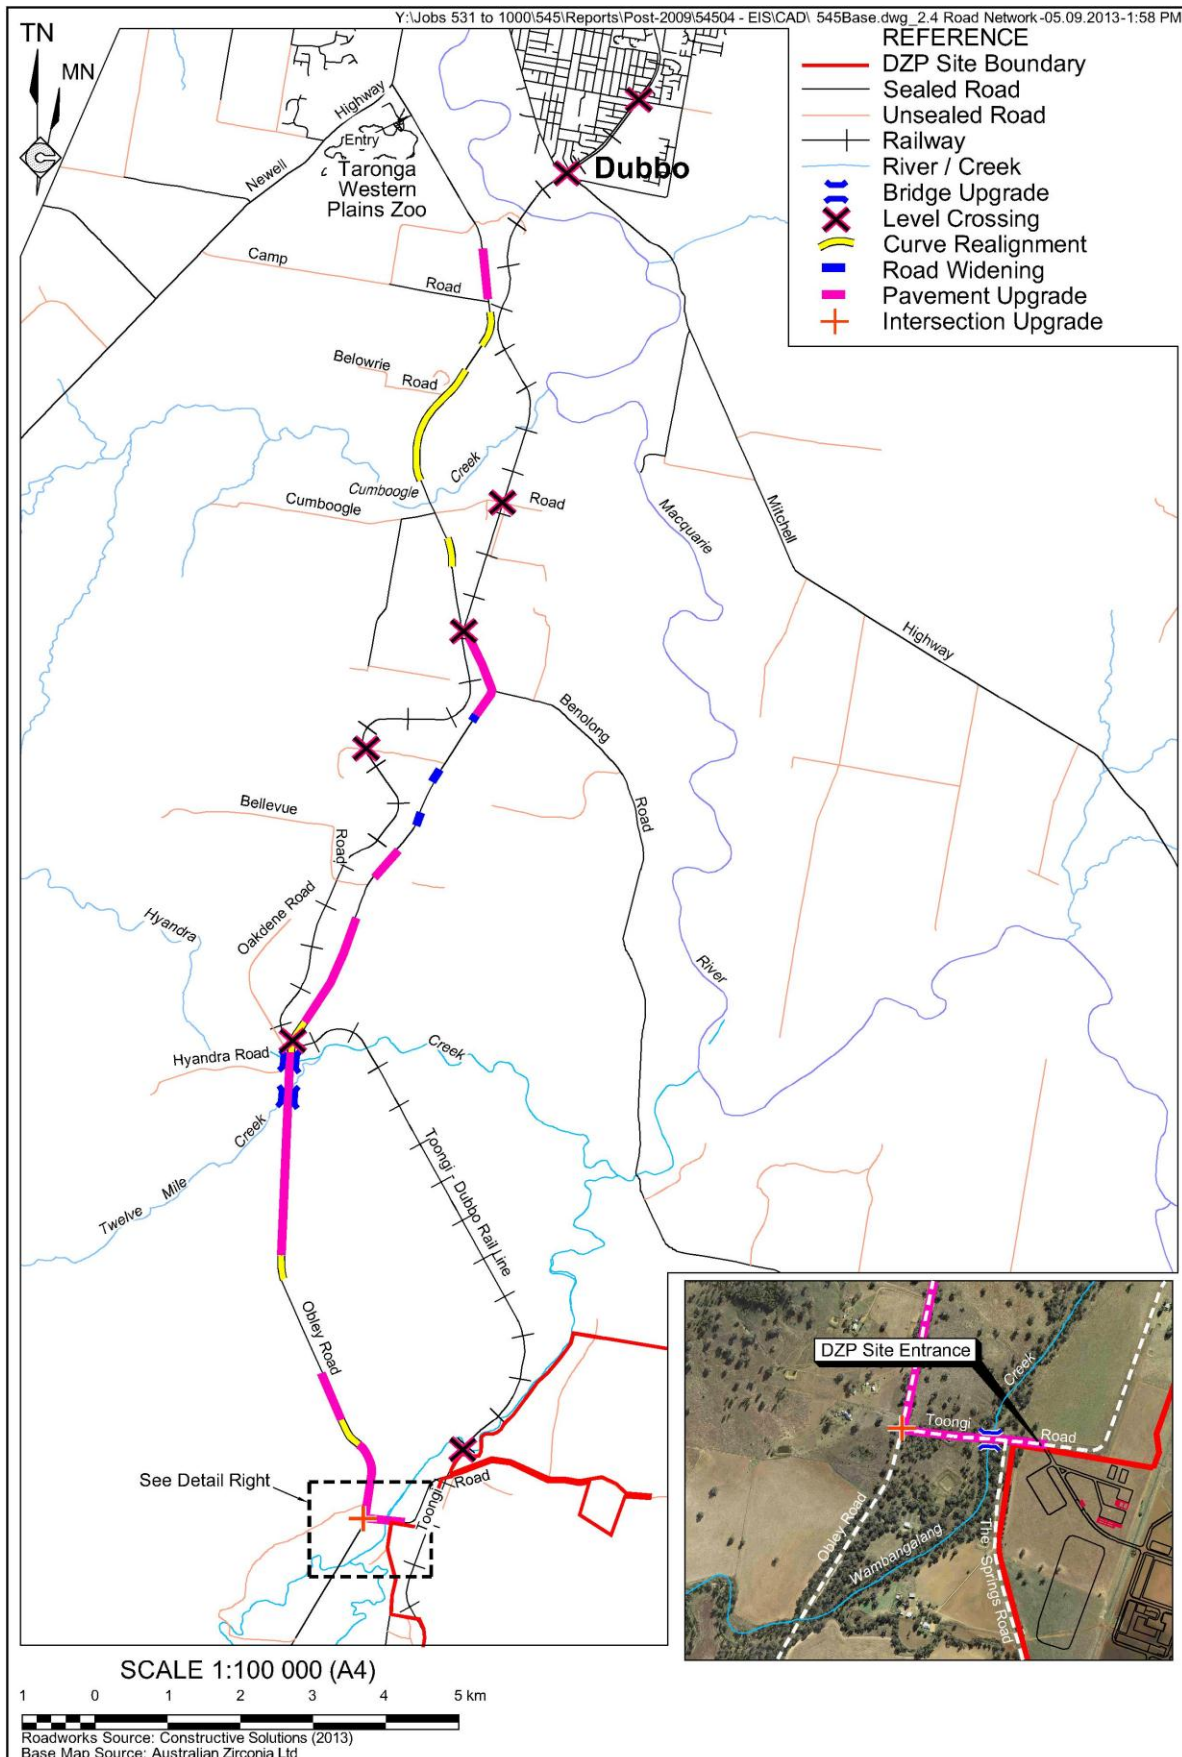 Y:\Jobs 531 to 1000\545\Reports\Post-2009\54504 - EIS\CAD\ 545Base.dwg_2.4 Road Network-05.09.2013-1:58 PM
TN
MN
REFERENCE
DZP Site Boundary
Sealed Road
Unsealed Road
Railway
River / Creek
Bridge Upgrade
Level Crossing
Curve Realignment
Road Widening
Pavement Upgrade
Intersection Upgrade
Newell
Highway
Entry
Taronga
Western
Plains Zoo
Dubbo
Camp
Road
Belowrie
Road
Cumboogle
Creek
Cumboogle
Road
Macquarie
Mitchell
Highway
Benolong
Road
Bellevue
Road
Oakdene Road
Hyandra
River
Hyandra Road
Creek
Creek
Mile
Twelve
Toongi - Dubbo Rail Line
Obley Road
See Detail Right
Toongi
Road
DZP Site Entrance
Creek
Toongi
Road
Obley Road
Wambangalang
The Springs Road
SCALE 1:100 000 (A4)
1 0 1 2 3 4 5 km
Roadworks Source: Constructive Solutions (2013)
Base Map Source: Australian Zirconia Ltd